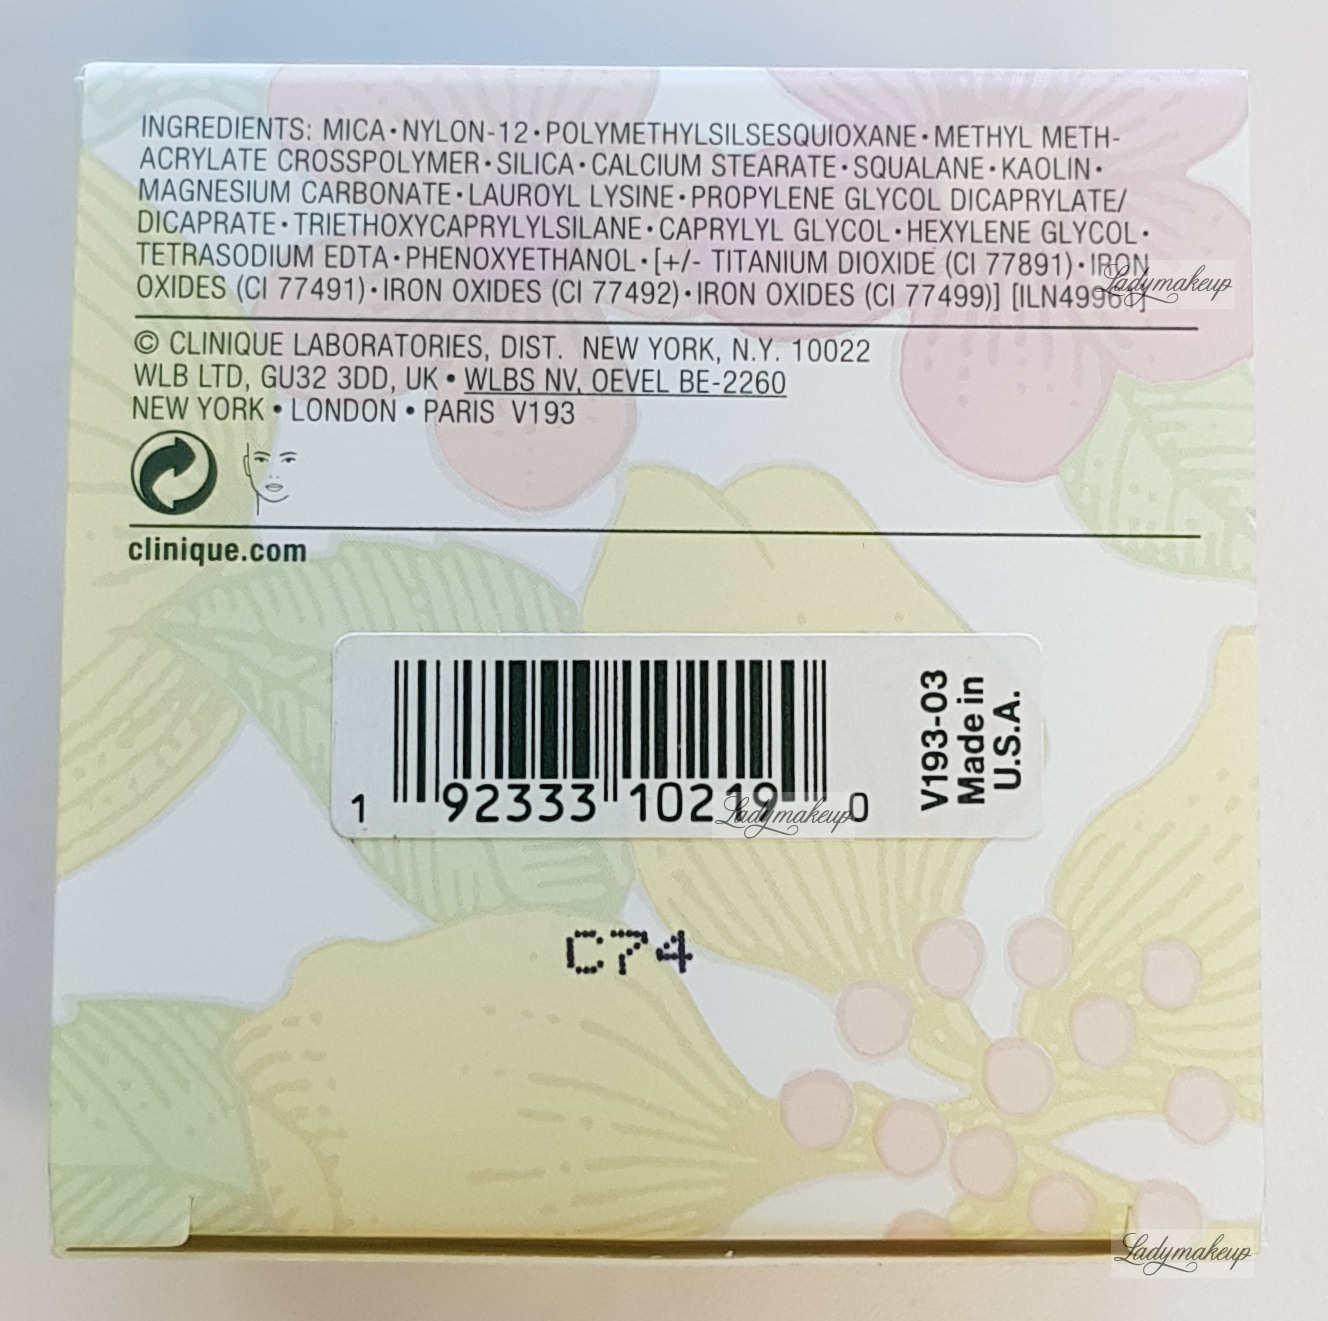 INGREDIENTS: MICA • NYLON-12 • POLYMETHYLSILSESQUIOXANE • METHYL METH-
ACRYLATE CROSSPOLYMER • SILICA • CALCIUM STEARATE • SQUALANE • KAOLIN •
MAGNESIUM CARBONATE • LAUROYL LYSINE • PROPYLENE GLYCOL DICAPRYLATE/
DICAPRATE • TRIETHOXYCAPRYLYLSILANE • CAPRYLYL GLYCOL • HEXYLENE GLYCOL •
TETRASODIUM EDTA • PHENOXYETHANOL • [+/- TITANIUM DIOXIDE (CI 77891) • IRON
OXIDES (CI 77491) • IRON OXIDES (CI 77492) • IRON OXIDES (CI 77499)]
Ladymakeup
© CLINIQUE LABORATORIES, DIST. NEW YORK, N.Y. 10022
WLB LTD, GU32 3DD, UK • WLBS NV, OEVEL BE-2260
NEW YORK • LONDON • PARIS V193
clinique.com
1 92333 10219 0
Ladymakeup
V193-03
Made in
U.S.A.
C74
Ladymakeup